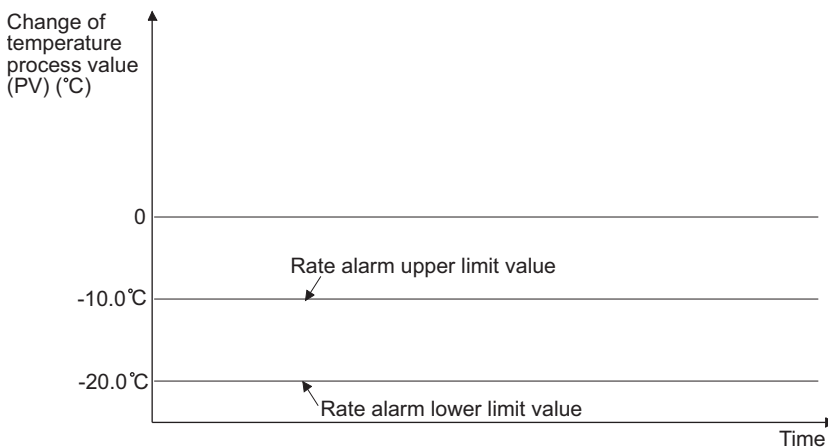 Change of
temperature
process value
(PV) (°C)
0
Rate alarm upper limit value
-10.0°C
-20.0°C
Rate alarm lower limit value
Time